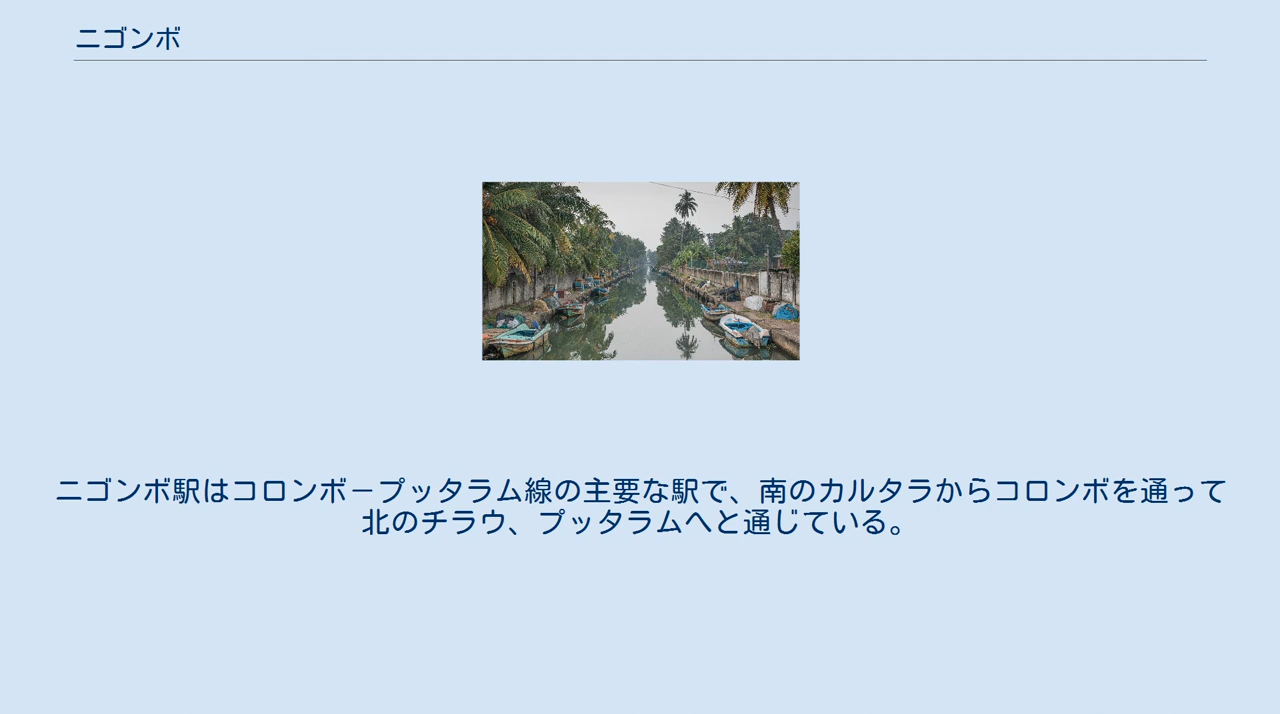 ニゴンボ
ニゴンボ駅はコロンボ－プッタラム線の主要な駅で、南のカルタラからコロンボを通って
北のチラウ、プッタラムへと通じている。